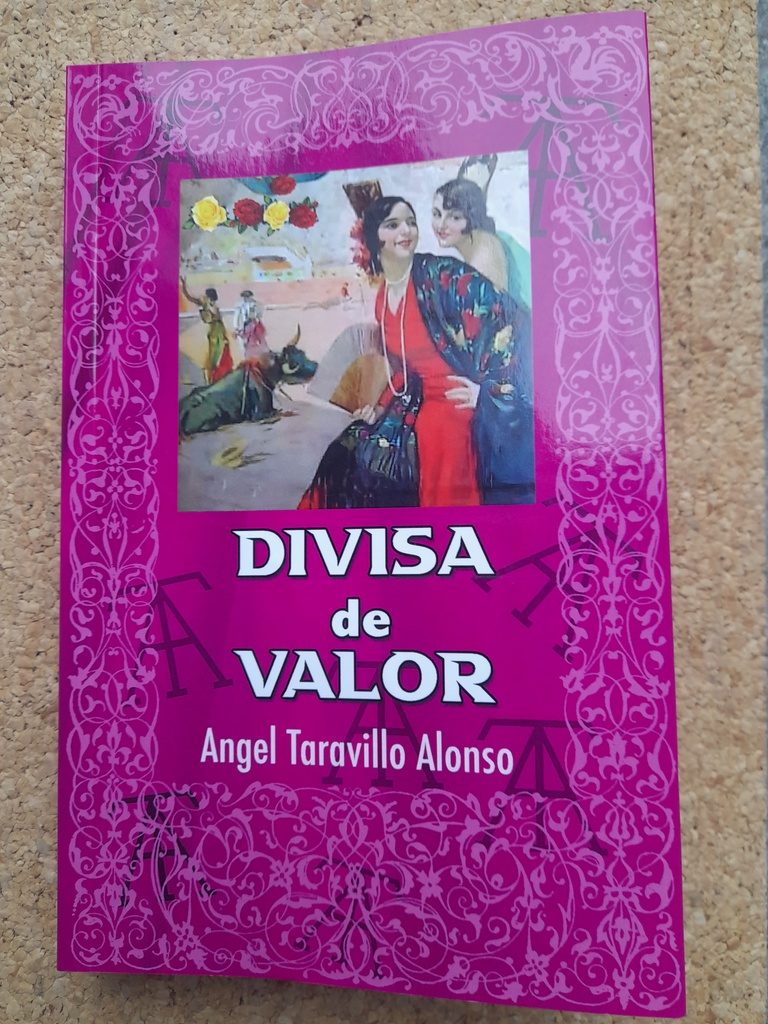 DIVISA
de
VALOR
Angel Taravillo Alonso